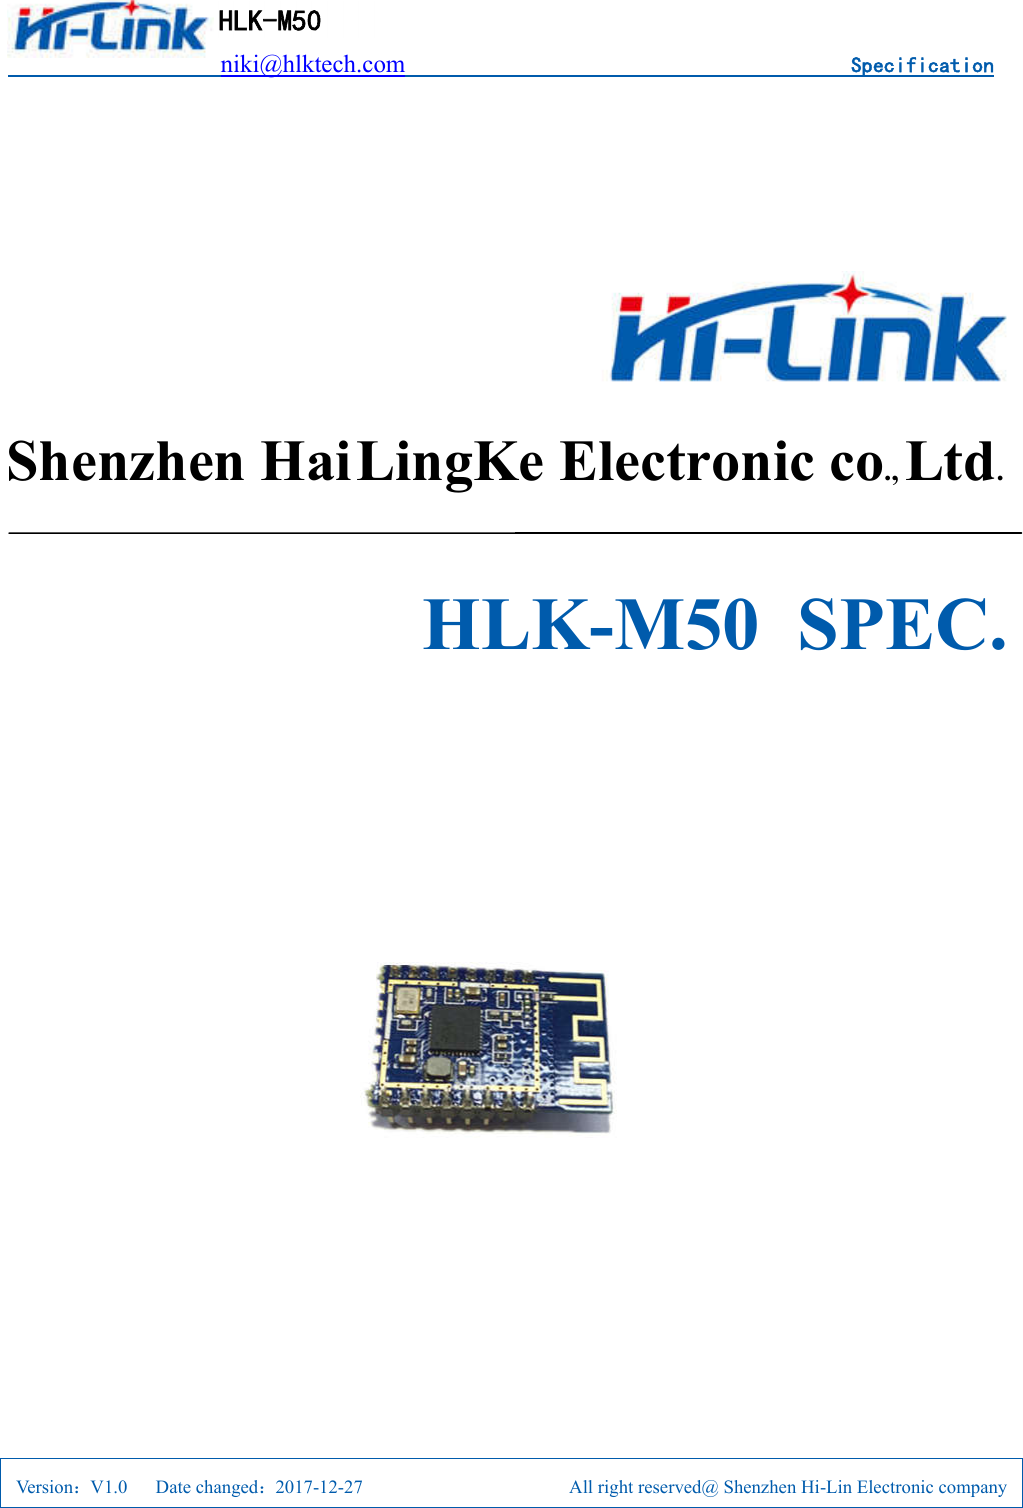 Hi-Link HLK-M50
niki@hlktech.com Specification
Hi-Link
Shenzhen HaiLingKe Electronic co., Ltd.
HLK-M50 SPEC.
Version：V1.0 Date changed：2017-12-27 All right reserved@ Shenzhen Hi-Lin Electronic company